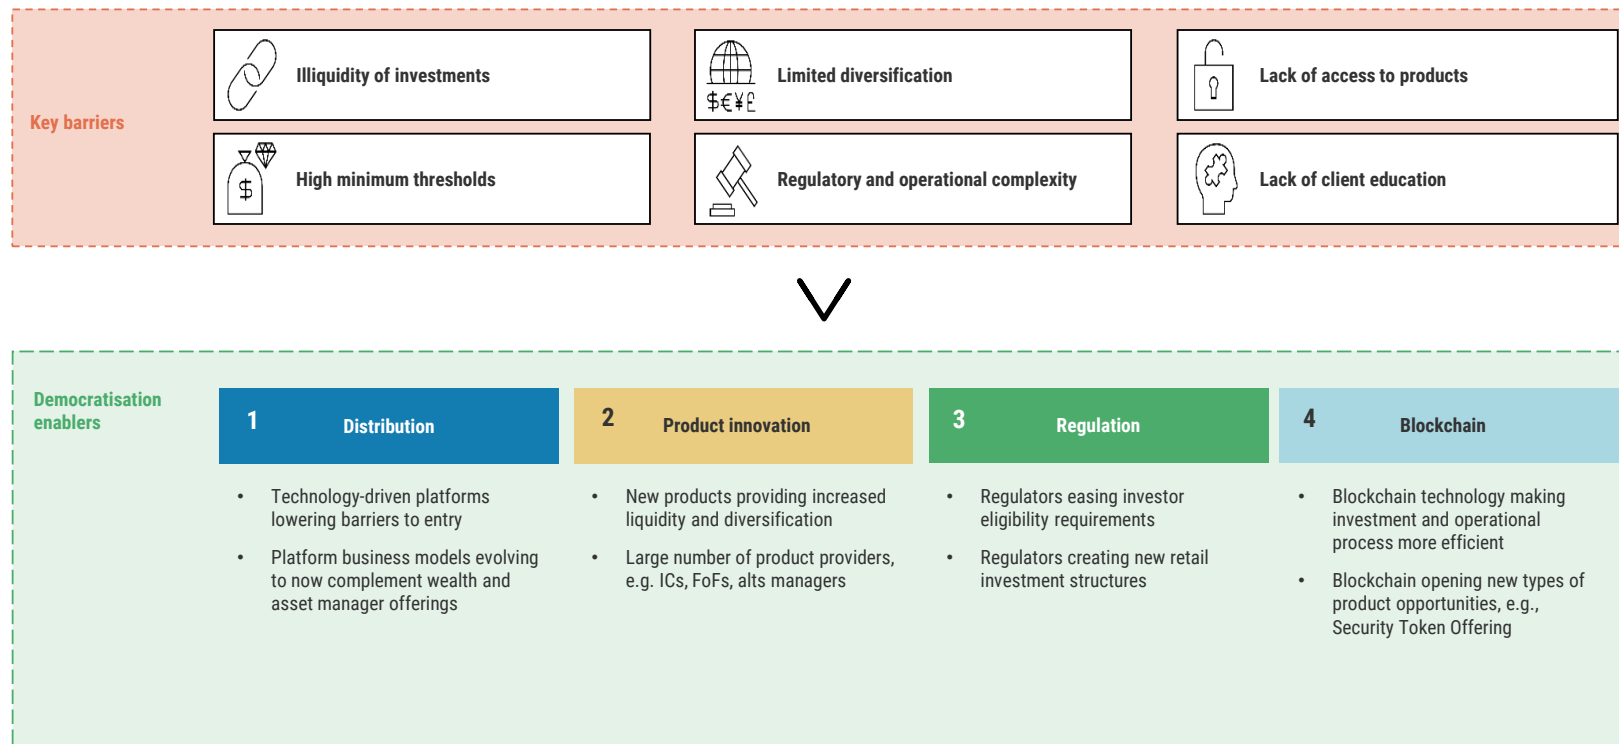 Key barriers
Illiquidity of investments
Limited diversification
$€¥£
Lack of access to products
$
High minimum thresholds
Regulatory and operational complexity
Lack of client education
Democratisation
enablers
1
Distribution
• Technology-driven platforms
lowering barriers to entry
• Platform business models evolving
to now complement wealth and
asset manager offerings
2
Product innovation
• New products providing increased
liquidity and diversification
• Large number of product providers,
e.g. ICs, FoFs, alts managers
3
Regulation
• Regulators easing investor
eligibility requirements
• Regulators creating new retail
investment structures
4
Blockchain
• Blockchain technology making
investment and operational
process more efficient
• Blockchain opening new types of
product opportunities, e.g.,
Security Token Offering